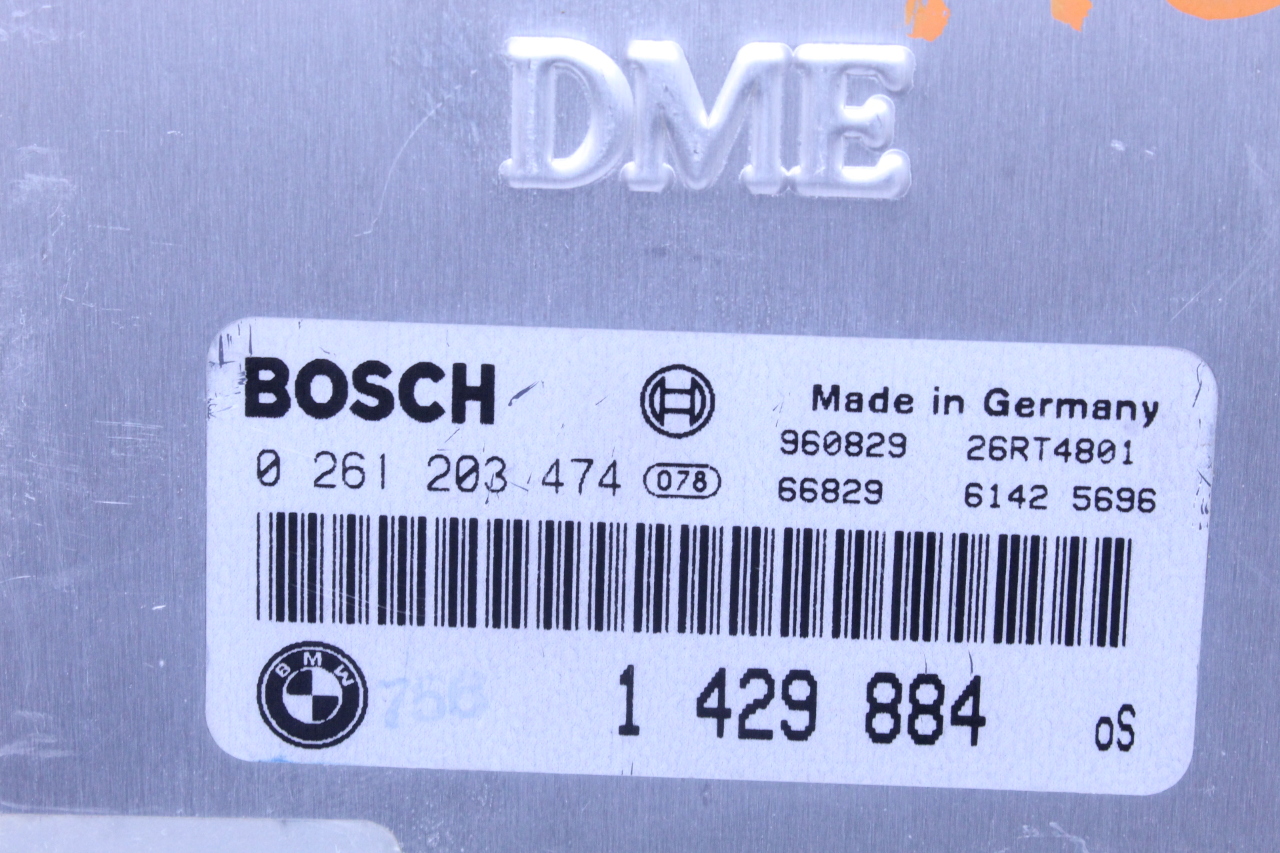 DME
BOSCH
Made in Germany
960829 26RT4801
0 261 203 474 078
66829 6142 5696
BMW
1 429 884 oS